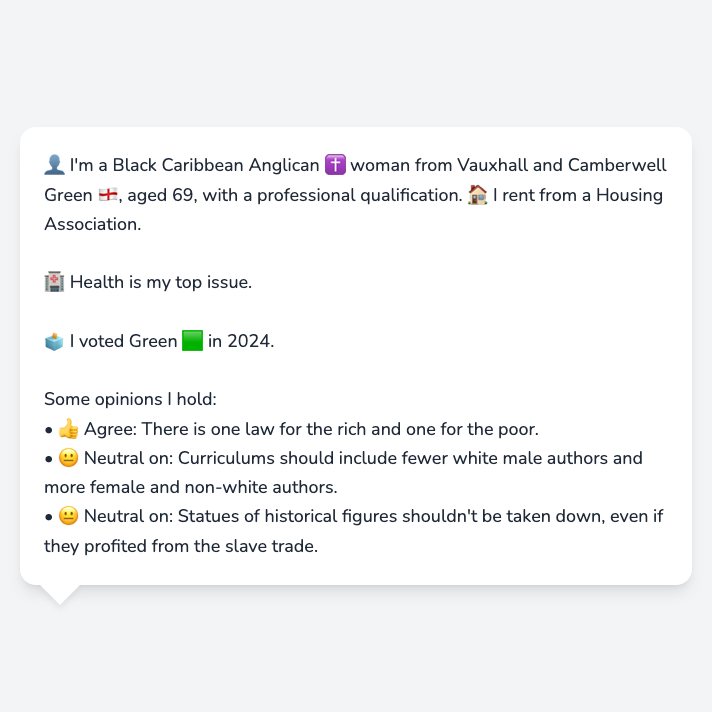 👤 I'm a Black Caribbean Anglican ✝️ woman from Vauxhall and Camberwell
Green 🏴󠁧󠁢󠁥󠁮󠁧󠁿, aged 69, with a professional qualification. 🏠 I rent from a Housing
Association.
🏥 Health is my top issue.
🗳️ I voted Green 🟩 in 2024.
Some opinions I hold:
• 👍 Agree: There is one law for the rich and one for the poor.
• 😐 Neutral on: Curriculums should include fewer white male authors and
more female and non-white authors.
• 😐 Neutral on: Statues of historical figures shouldn't be taken down, even if
they profited from the slave trade.